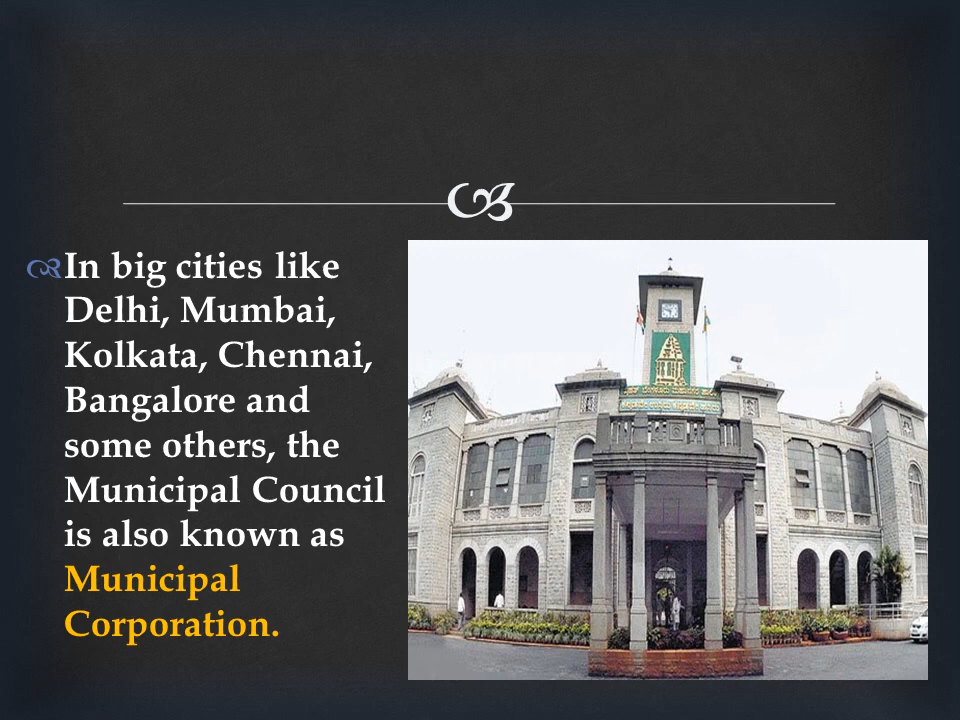 In big cities like
Delhi, Mumbai,
Kolkata, Chennai,
Bangalore and
some others, the
Municipal Council
is also known as
Municipal
Corporation.